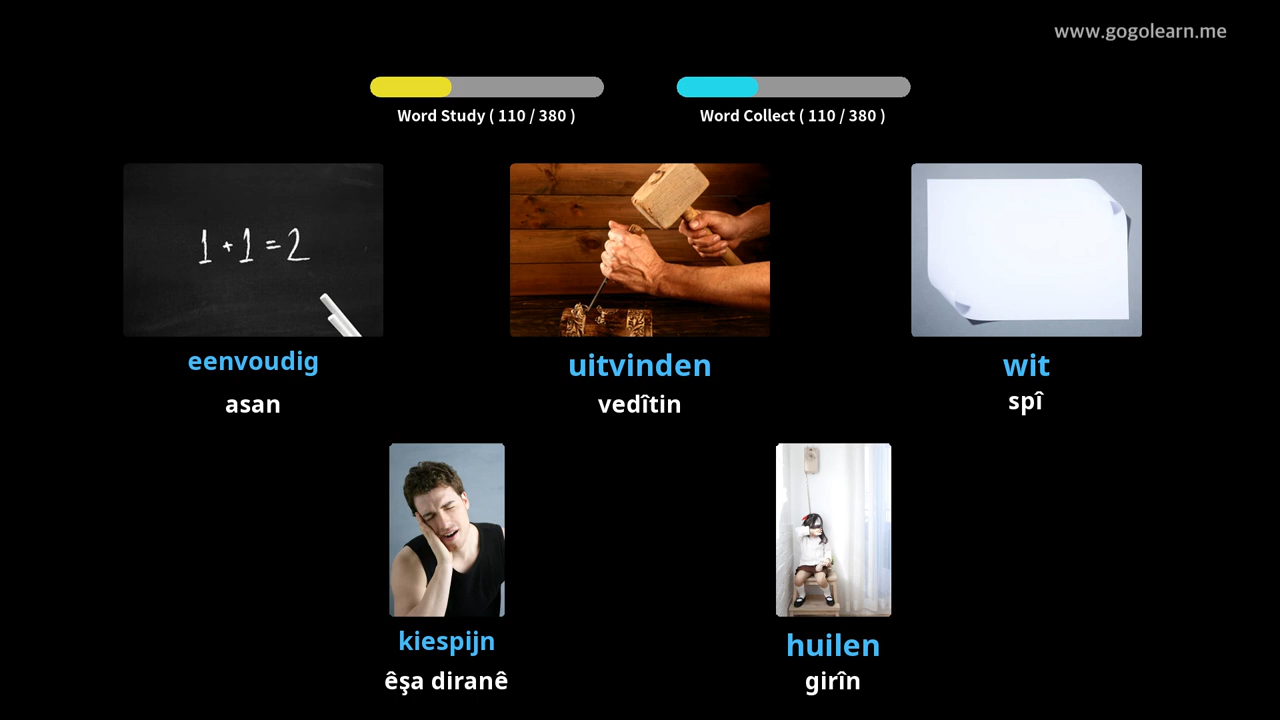 www.gogolearn.me
Word Study ( 110 / 380 )
Word Collect ( 110 / 380 )
1 + 1 = 2
eenvoudig
asan
uitvinden
vedîtin
wit
spî
kiespijn
êşa diranê
huilen
girîn